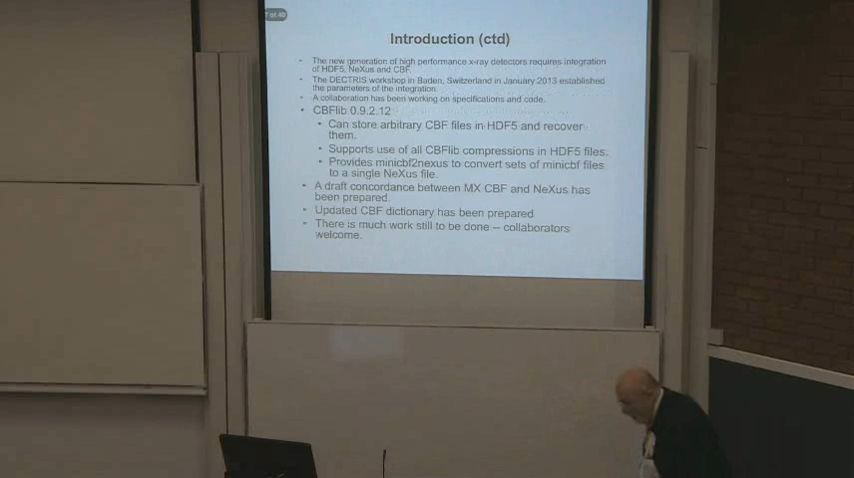 7 of 40
Introduction (ctd)
- The new generation of high performance x-ray detectors requires integration
of HDF5, NeXus and CBF.
- The DECTRIS workshop in Baden, Switzerland in January 2013 established
the parameters of the integration.
- A collaboration has been working on specifications and code.
• CBFlib 0.9.2.12
• Can store arbitrary CBF files in HDF5 and recover
them.
• Supports use of all CBFlib compressions in HDF5 files.
• Provides minicbf2nexus to convert sets of minicbf files
to a single NeXus file.
• A draft concordance between MX CBF and NeXus has
been prepared.
• Updated CBF dictionary has been prepared
• There is much work still to be done -- collaborators
welcome.